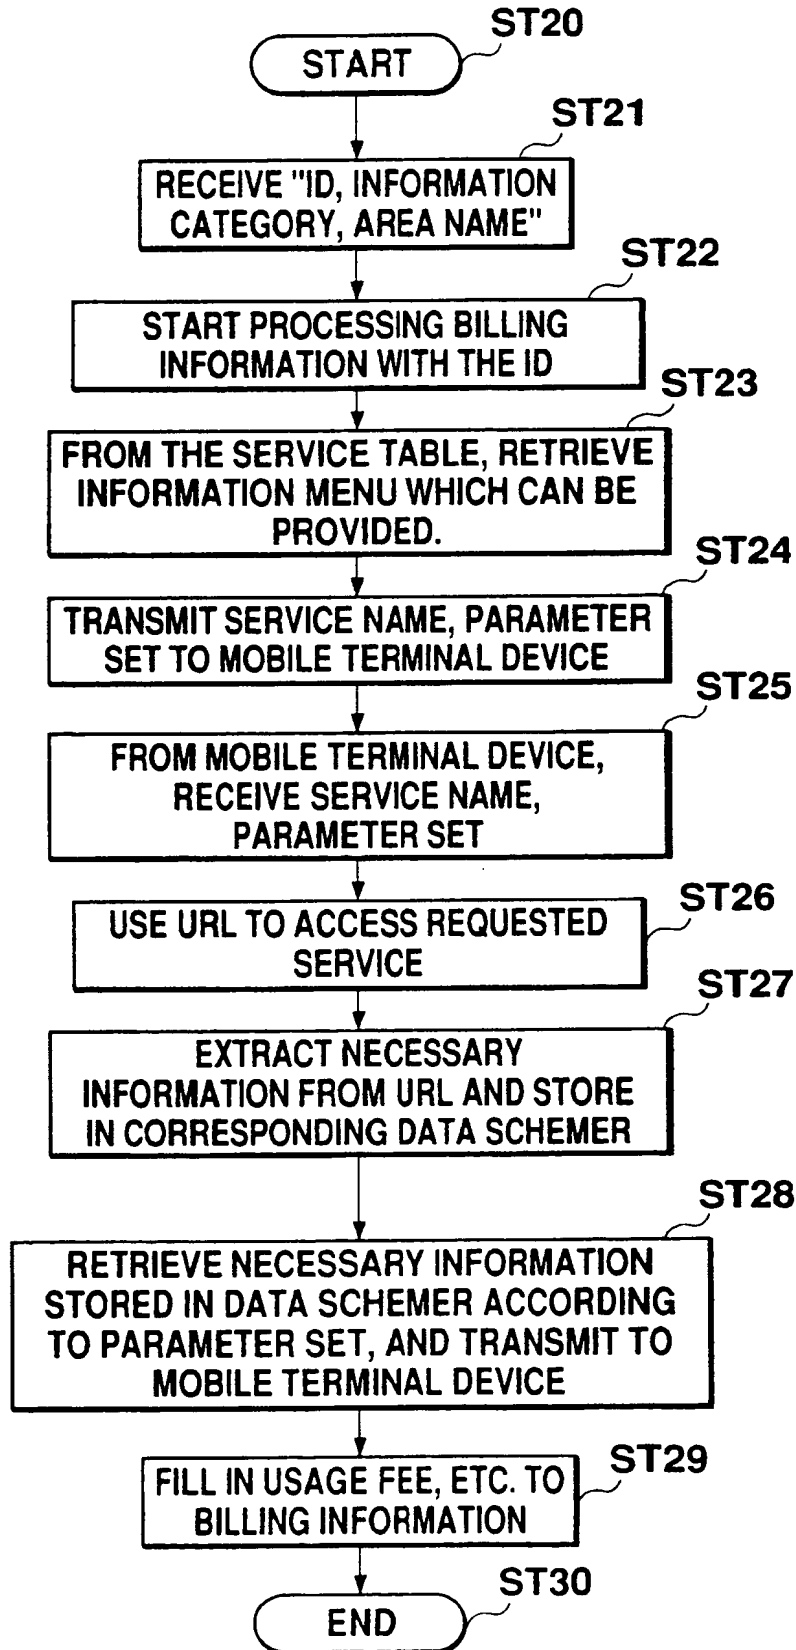 ST20
START
ST21
RECEIVE "ID, INFORMATION
CATEGORY, AREA NAME"
ST22
START PROCESSING BILLING
INFORMATION WITH THE ID
ST23
FROM THE SERVICE TABLE, RETRIEVE
INFORMATION MENU WHICH CAN BE
PROVIDED.
ST24
TRANSMIT SERVICE NAME, PARAMETER
SET TO MOBILE TERMINAL DEVICE
ST25
FROM MOBILE TERMINAL DEVICE,
RECEIVE SERVICE NAME,
PARAMETER SET
ST26
USE URL TO ACCESS REQUESTED
SERVICE
ST27
EXTRACT NECESSARY
INFORMATION FROM URL AND STORE
IN CORRESPONDING DATA SCHEMER
ST28
RETRIEVE NECESSARY INFORMATION
STORED IN DATA SCHEMER ACCORDING
TO PARAMETER SET, AND TRANSMIT TO
MOBILE TERMINAL DEVICE
ST29
FILL IN USAGE FEE, ETC. TO
BILLING INFORMATION
ST30
END